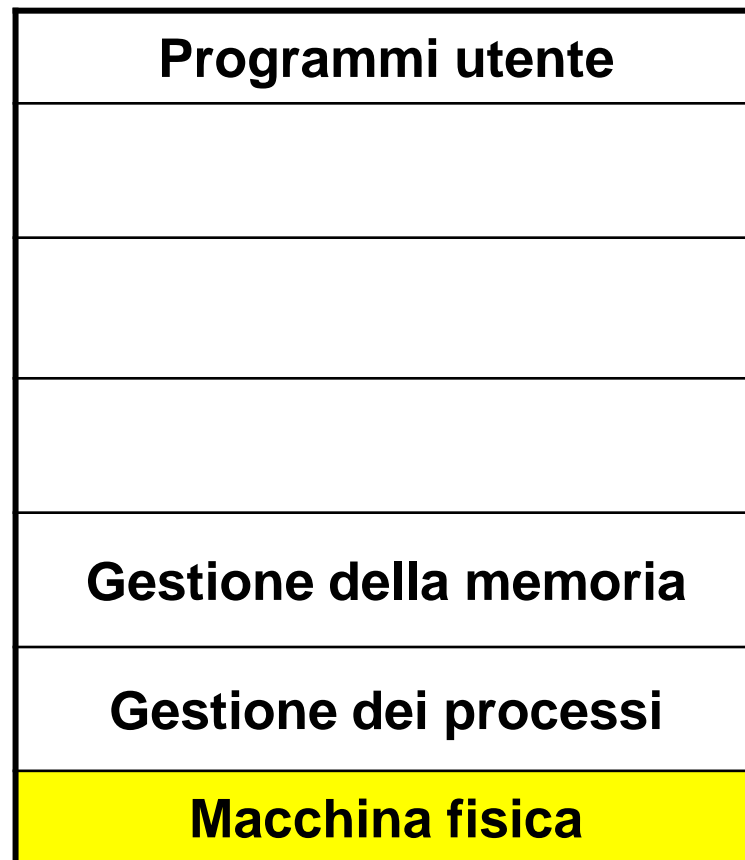 Programmi utente
Gestione della memoria
Gestione dei processi
Macchina fisica